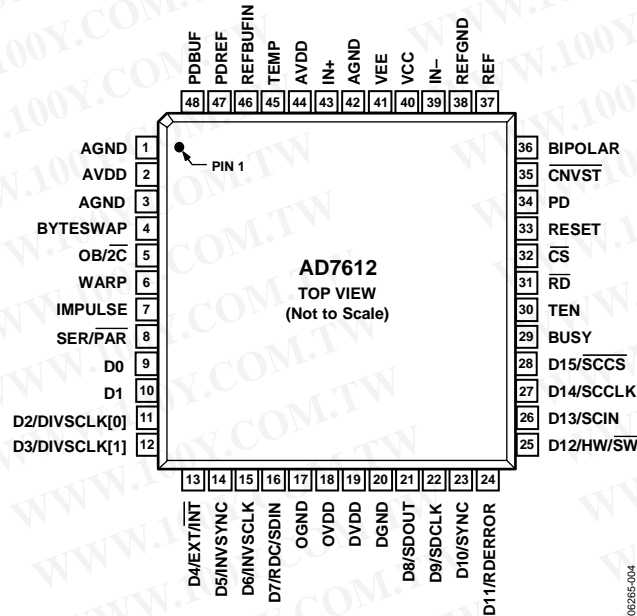 PDBUF
PDREF
REFBUFIN
TEMP
AVDD
IN+
AGND
VEE
VCC
IN–
REFGND
REF
48 47 46 45 44 43 42 41 40 39 38 37
AGND 1
AVDD 2
AGND 3
BYTESWAP 4
OB/2C 5
WARP 6
IMPULSE 7
SER/PAR 8
D0 9
D1 10
D2/DIVSCLK[0] 11
D3/DIVSCLK[1] 12
PIN 1
AD7612
TOP VIEW
(Not to Scale)
36 BIPOLAR
35 CNVST
34 PD
33 RESET
32 CS
31 RD
30 TEN
29 BUSY
28 D15/SCCS
27 D14/SCCLK
26 D13/SCIN
25 D12/HW/SW
13 14 15 16 17 18 19 20 21 22 23 24
D4/EXT/INT
D5/INVSYNC
D6/INVSCLK
D7/RDC/SDIN
OGND
OVDD
DVDD
DGND
D8/SDOUT
D9/SDCLK
D10/SYNC
D11/RDERROR
06265-004
WWW.100Y.COM.TW